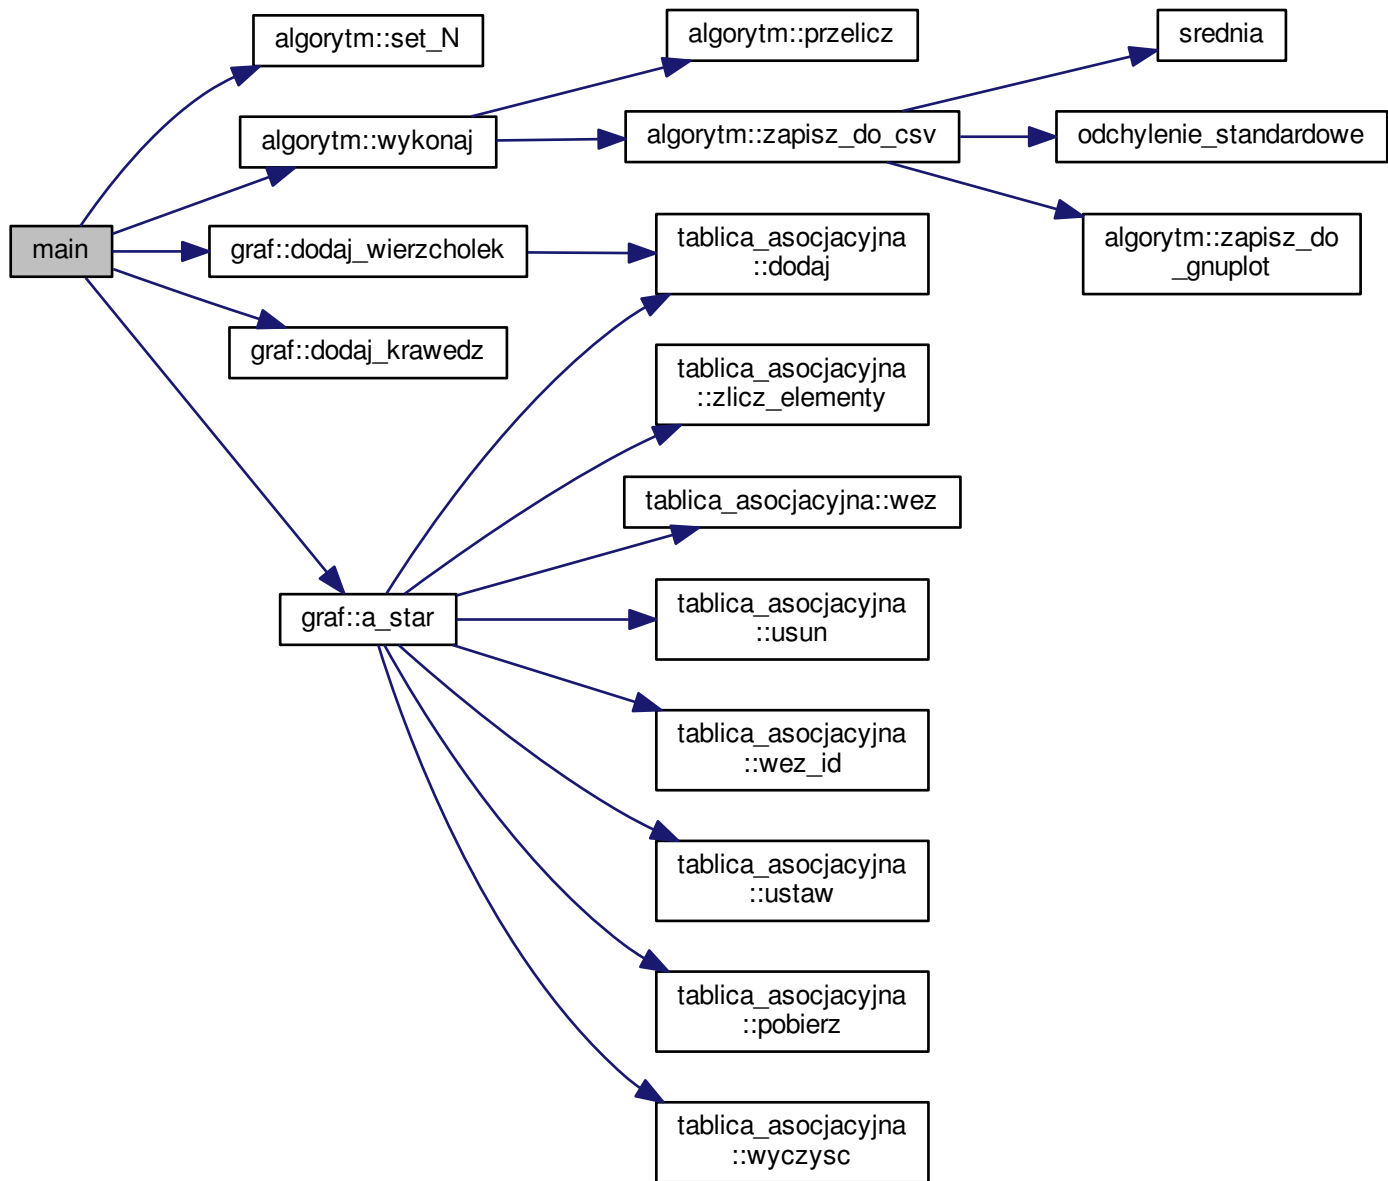 main
algorytm::set_N
algorytm::wykonaj
graf::dodaj_wierzcholek
graf::dodaj_krawedz
graf::a_star
algorytm::przelicz
algorytm::zapisz_do_csv
tablica_asocjacyjna
::dodaj
tablica_asocjacyjna
::zlicz_elementy
tablica_asocjacyjna::wez
tablica_asocjacyjna
::usun
tablica_asocjacyjna
::wez_id
tablica_asocjacyjna
::ustaw
tablica_asocjacyjna
::pobierz
tablica_asocjacyjna
::wyczysc
srednia
odchylenie_standardowe
algorytm::zapisz_do
_gnuplot